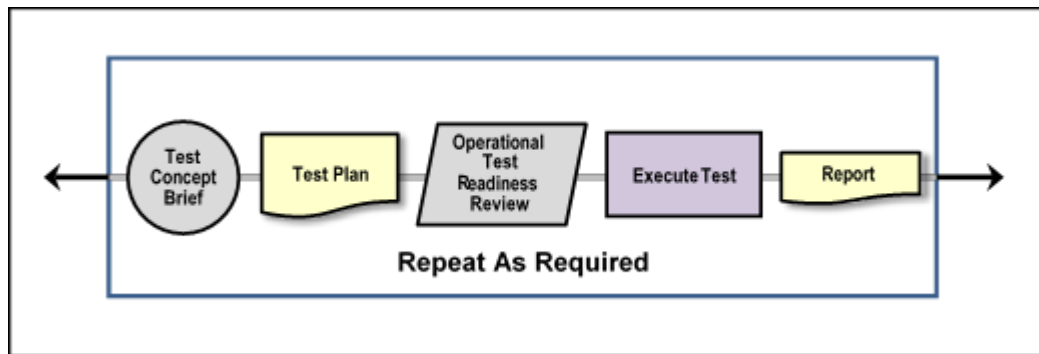 Test
Concept
Brief
Test Plan
Operational
Test
Readiness
Review
Execute Test
Report
Repeat As Required